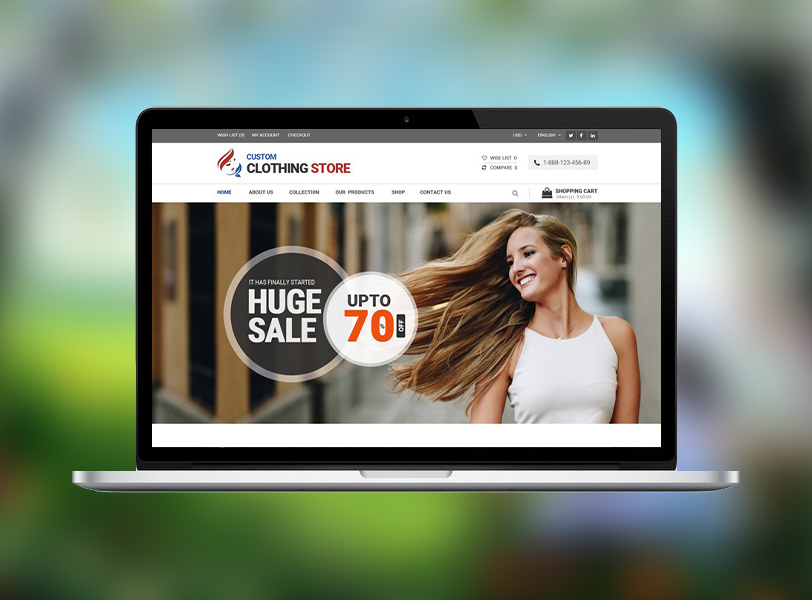 WISH LIST (0) MY ACCOUNT CHECKOUT USD ENGLISH
CUSTOM
CLOTHING STORE
WISE LIST 0
COMPARE 0
1-888-123-456-89
HOME ABOUT US COLLECTION OUR PRODUCTS SHOP CONTACT US
SHOPPING CART
0Item (s): $ 00.00
IT HAS FINALLY STARTED
HUGE
SALE
UPTO
70%
OFF